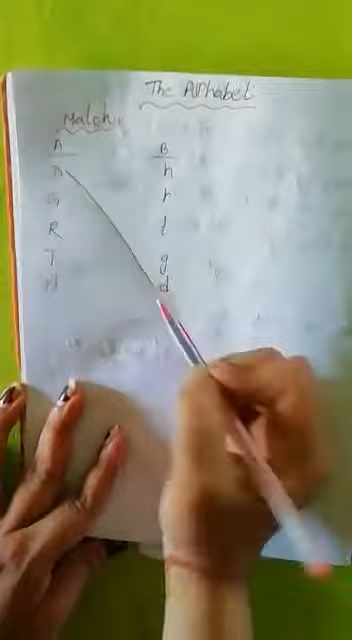 The Alphabet
Match
A B
D h
G r
R t
T g
H d